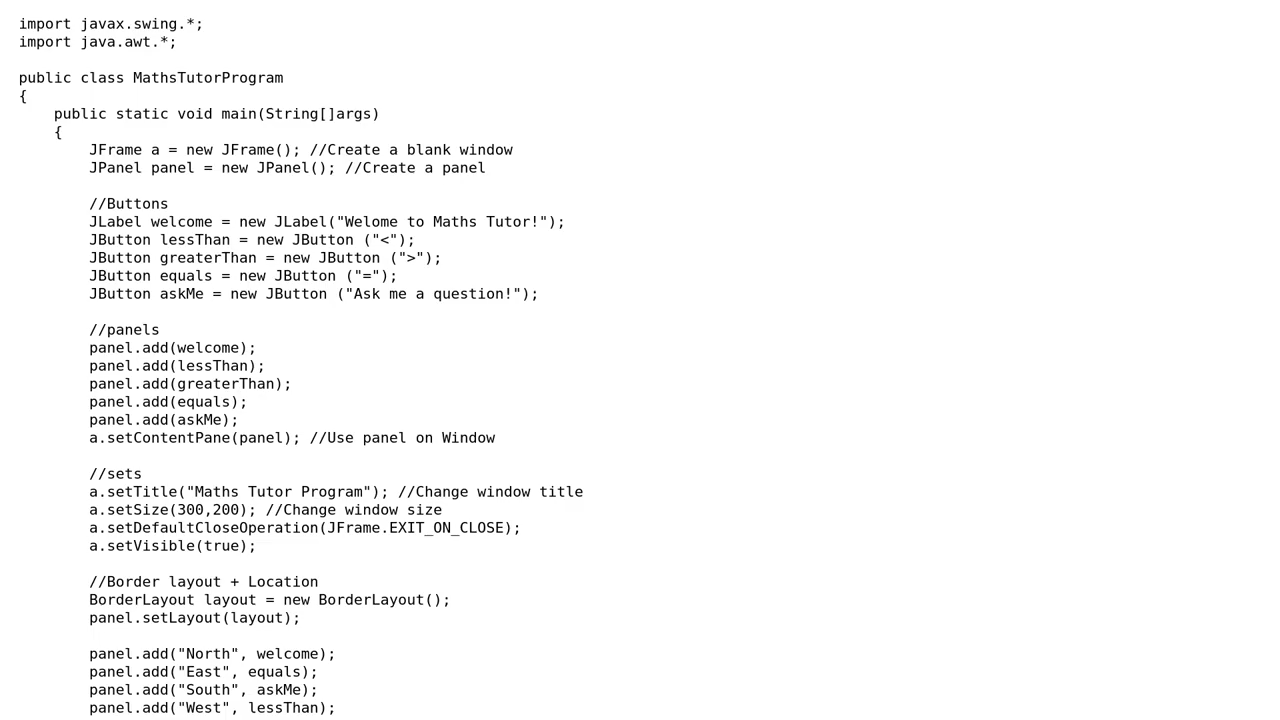 import javax.swing.*;
import java.awt.*;

public class MathsTutorProgram
{
    public static void main(String[]args)
    {
        JFrame a = new JFrame(); //Create a blank window
        JPanel panel = new JPanel(); //Create a panel

        //Buttons
        JLabel welcome = new JLabel("Welome to Maths Tutor!");
        JButton lessThan = new JButton ("<");
        JButton greaterThan = new JButton (">");
        JButton equals = new JButton ("=");
        JButton askMe = new JButton ("Ask me a question!");

        //panels
        panel.add(welcome);
        panel.add(lessThan);
        panel.add(greaterThan);
        panel.add(equals);
        panel.add(askMe);
        a.setContentPane(panel); //Use panel on Window

        //sets
        a.setTitle("Maths Tutor Program"); //Change window title
        a.setSize(300,200); //Change window size
        a.setDefaultCloseOperation(JFrame.EXIT_ON_CLOSE);
        a.setVisible(true);

        //Border layout + Location
        BorderLayout layout = new BorderLayout();
        panel.setLayout(layout);

        panel.add("North", welcome);
        panel.add("East", equals);
        panel.add("South", askMe);
        panel.add("West", lessThan);